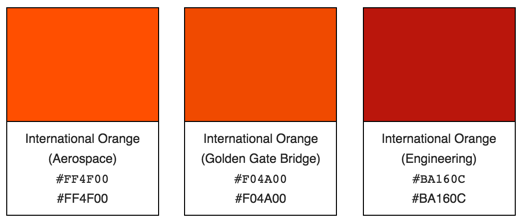 International Orange
(Aerospace)
#FF4F00
#FF4F00
International Orange
(Golden Gate Bridge)
#F04A00
#F04A00
International Orange
(Engineering)
#BA160C
#BA160C